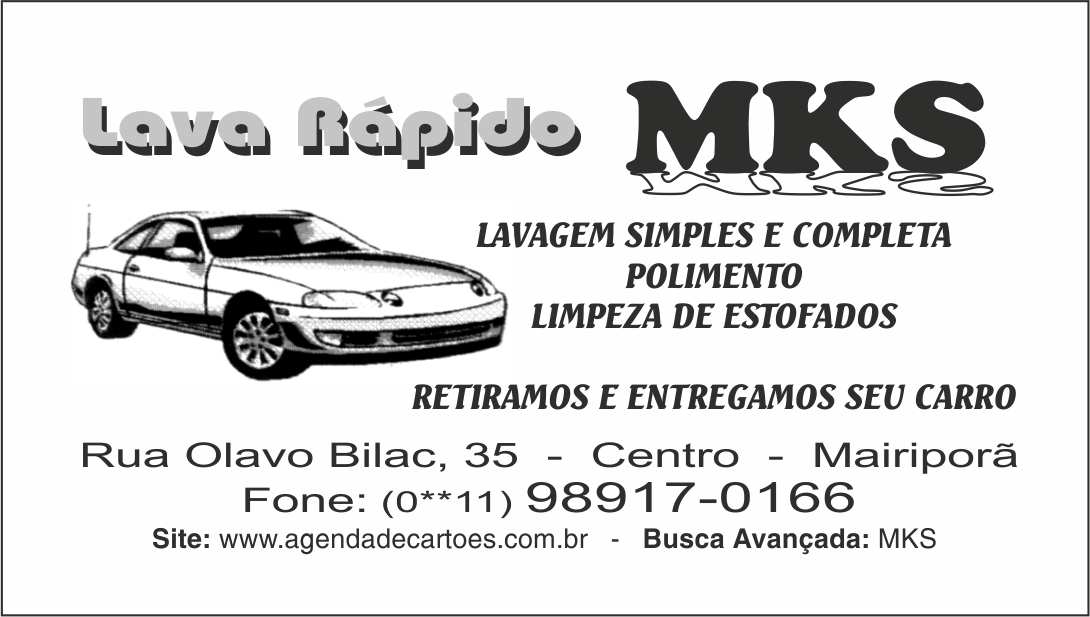 Lava Rápido MKS
LAVAGEM SIMPLES E COMPLETA
POLIMENTO
LIMPEZA DE ESTOFADOS
RETIRAMOS E ENTREGAMOS SEU CARRO
Rua Olavo Bilac, 35 - Centro - Mairiporã
Fone: (0**11) 98917-0166
Site: www.agendadecartoes.com.br - Busca Avançada: MKS